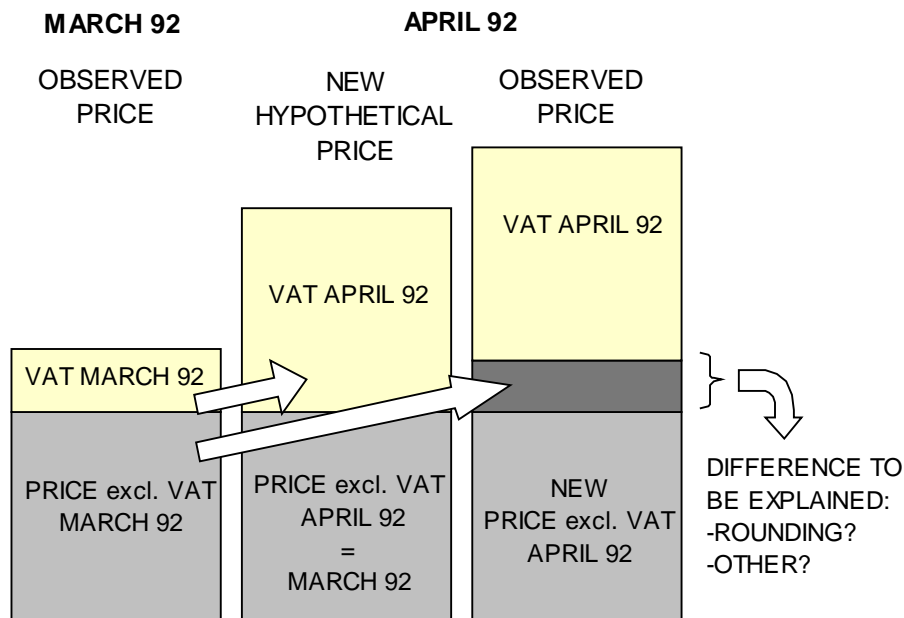 MARCH 92
APRIL 92
OBSERVED
PRICE
NEW
HYPOTHETICAL
PRICE
OBSERVED
PRICE
VAT MARCH 92
PRICE excl. VAT
MARCH 92
VAT APRIL 92
PRICE excl. VAT
APRIL 92
=
MARCH 92
VAT APRIL 92
NEW
PRICE excl. VAT
APRIL 92
DIFFERENCE TO
BE EXPLAINED:
-ROUNDING?
-OTHER?